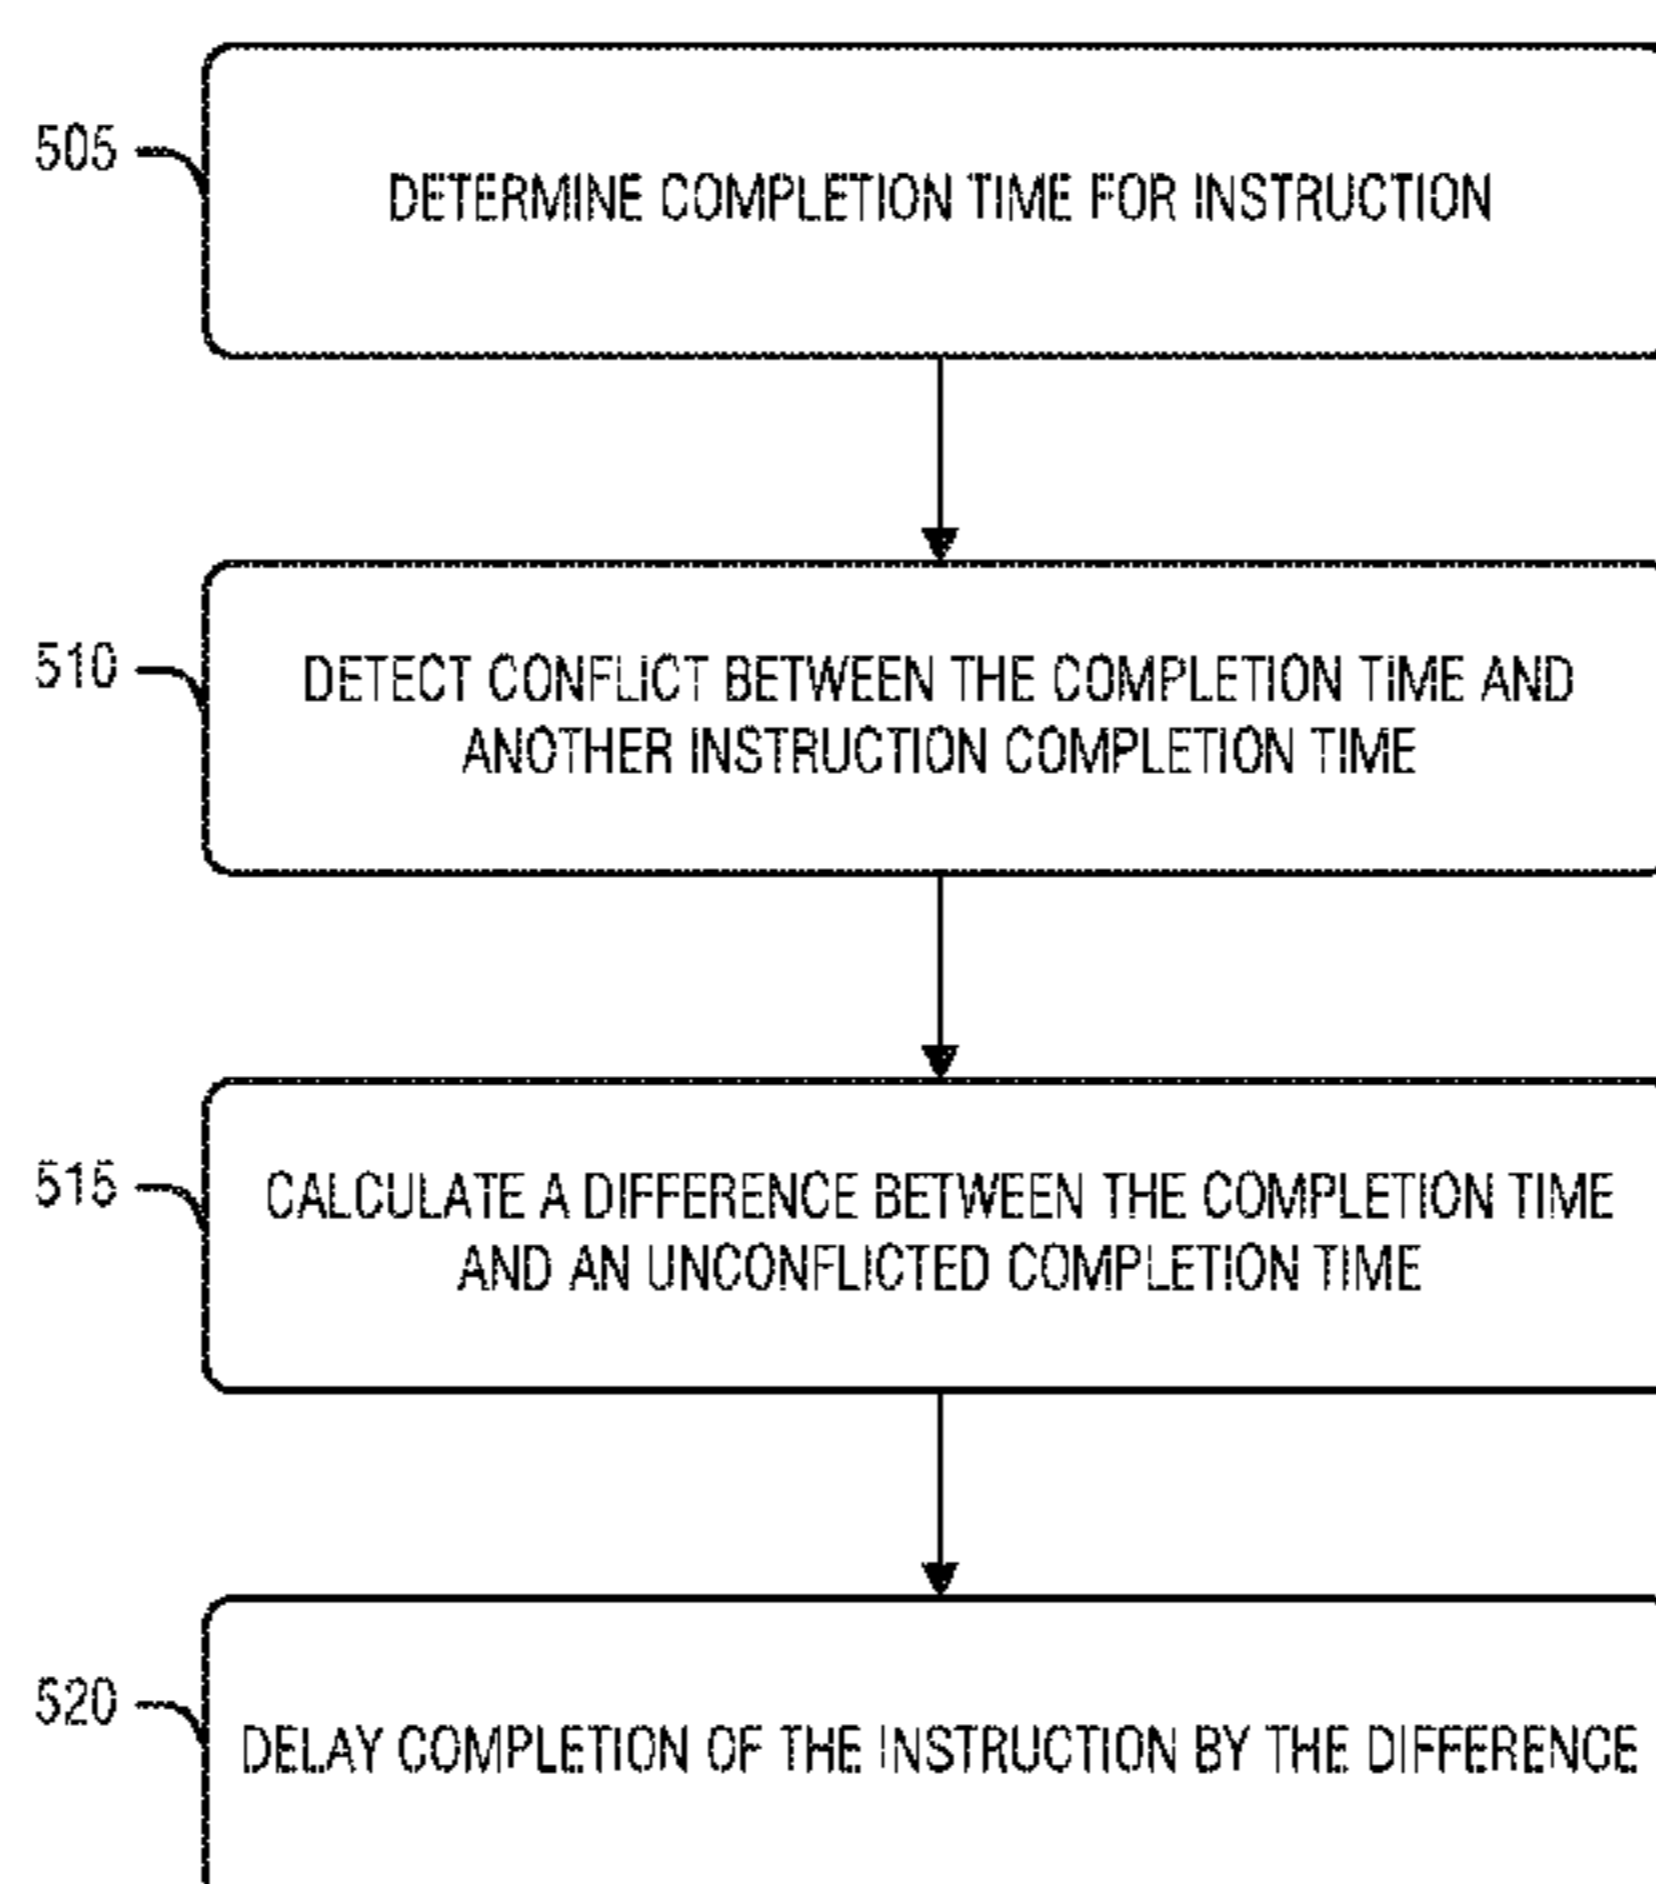 505
DETERMINE COMPLETION TIME FOR INSTRUCTION
510
DETECT CONFLICT BETWEEN THE COMPLETION TIME AND
ANOTHER INSTRUCTION COMPLETION TIME
515
CALCULATE A DIFFERENCE BETWEEN THE COMPLETION TIME
AND AN UNCONFLICTED COMPLETION TIME
520
DELAY COMPLETION OF THE INSTRUCTION BY THE DIFFERENCE